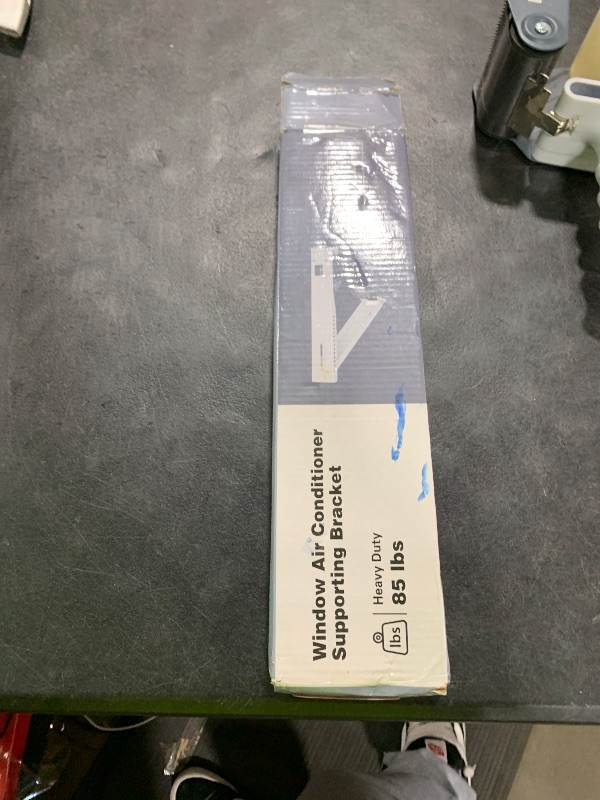 Window Air Conditioner
Supporting Bracket
lbs
Heavy Duty
85 lbs